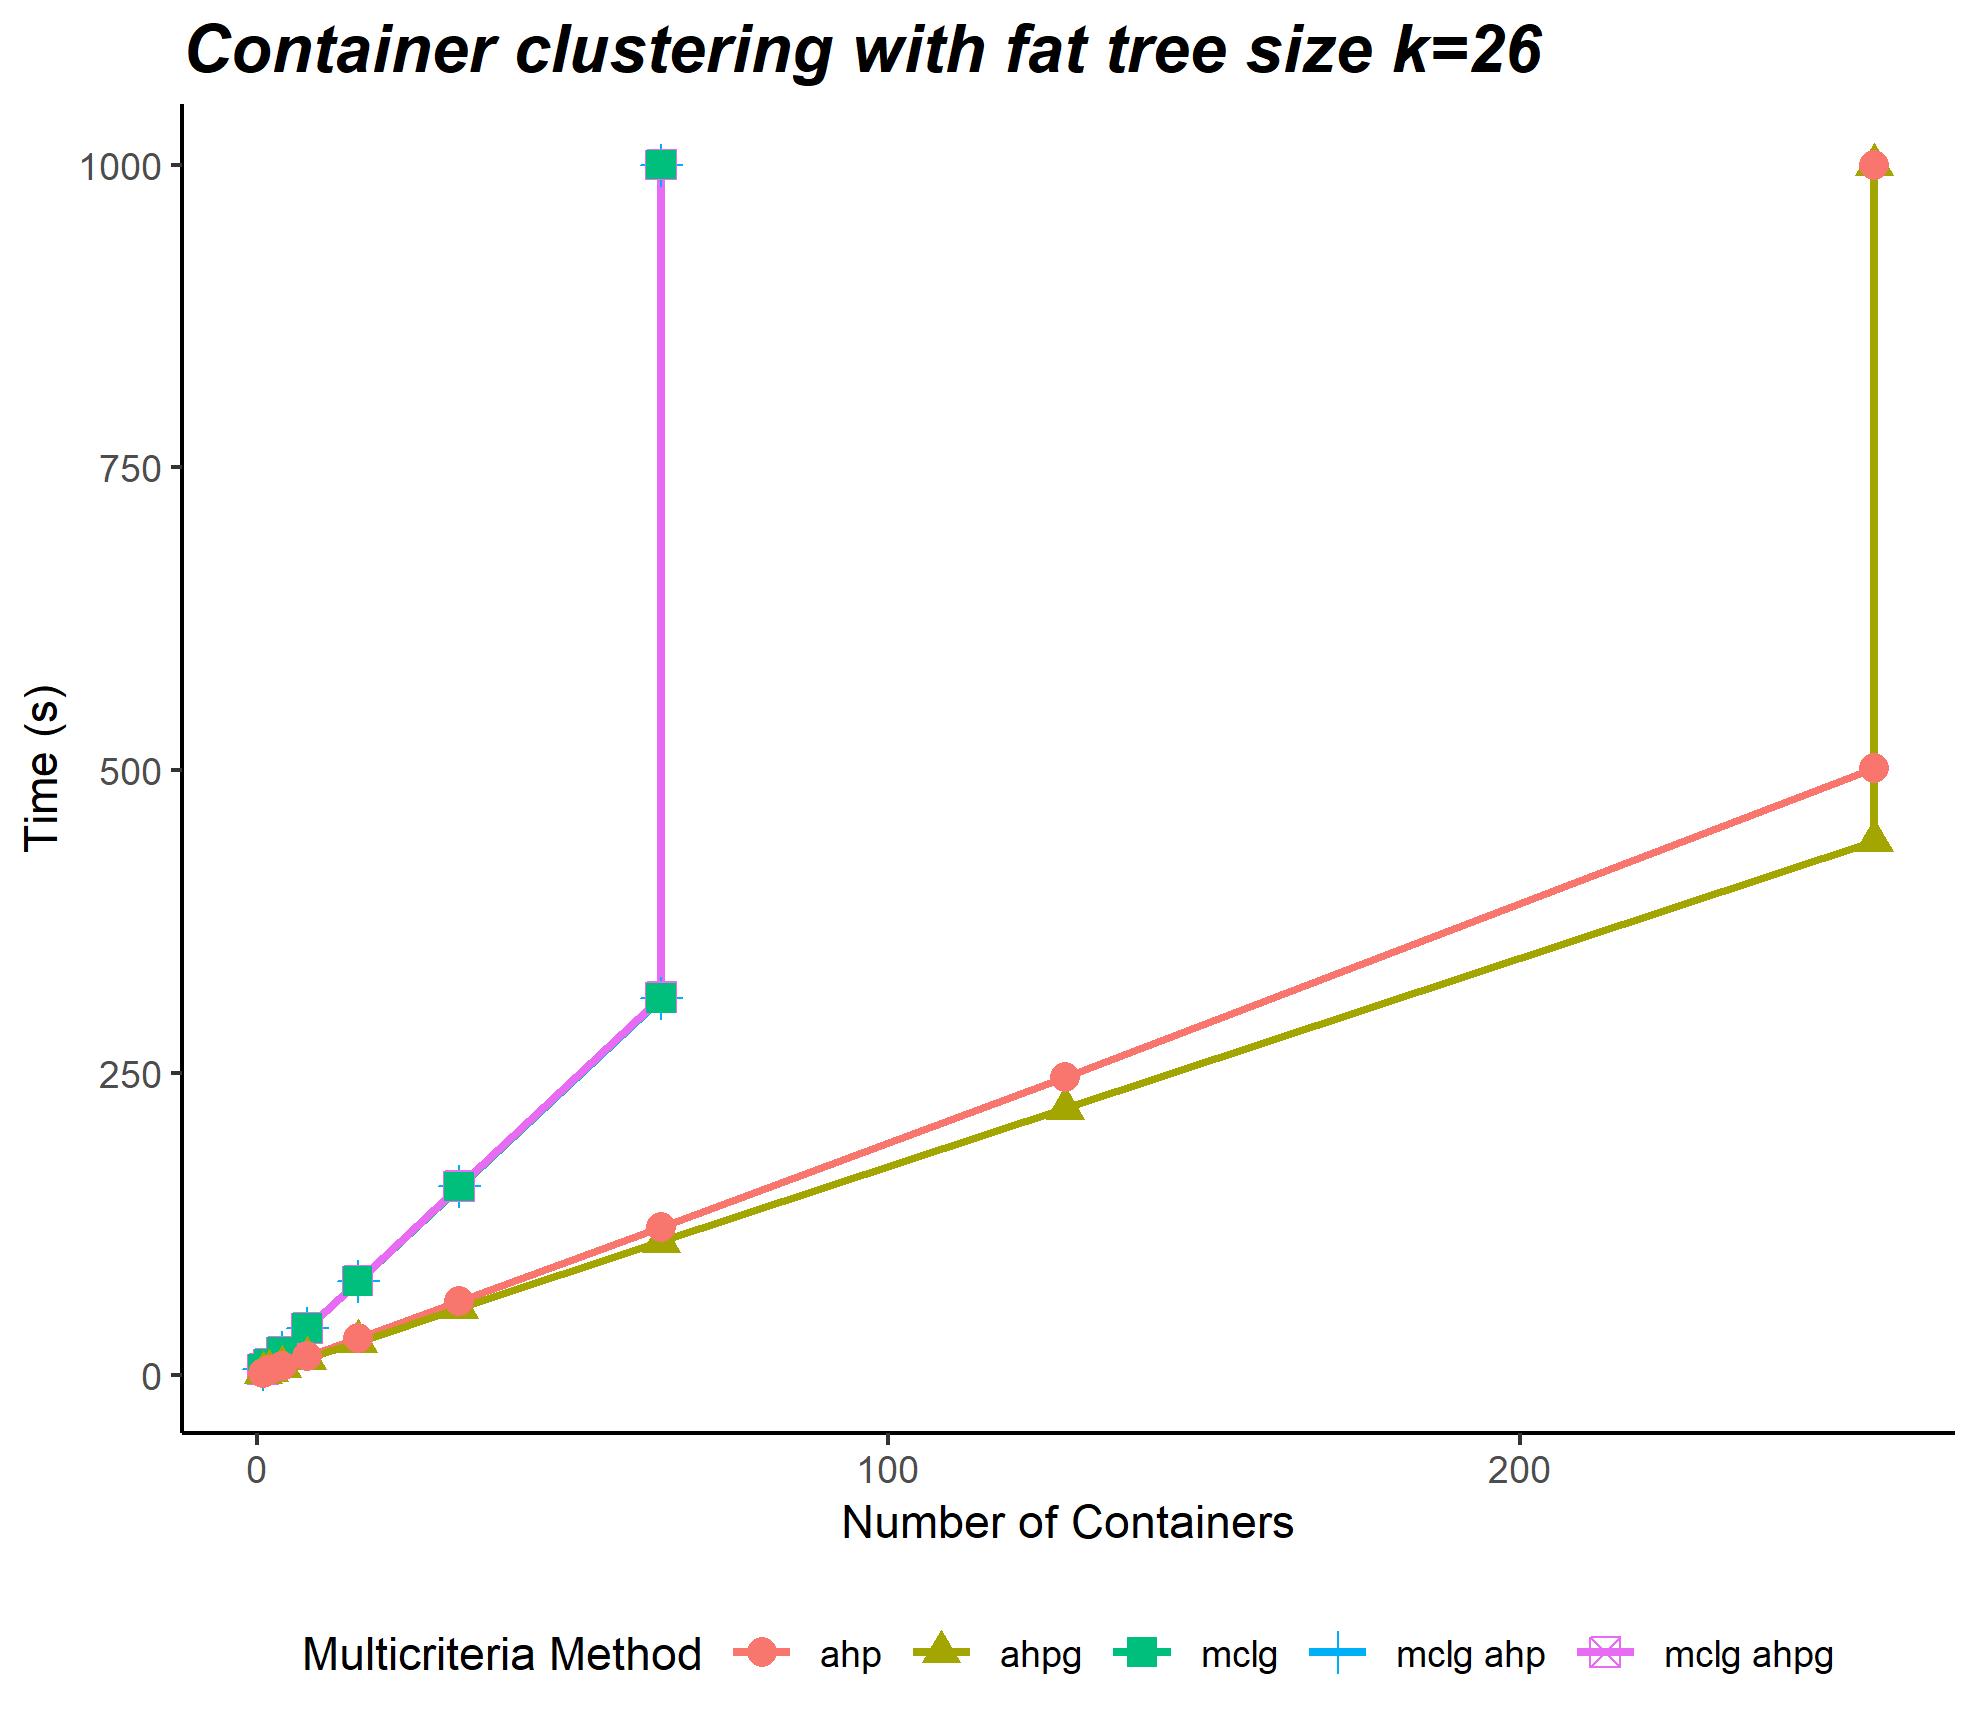 Container clustering with fat tree size k=26
1000
750
500
250
0
Time (s)
0 100 200
Number of Containers
Multicriteria Method ahp ahpg mclg mclg ahp mclg ahpg